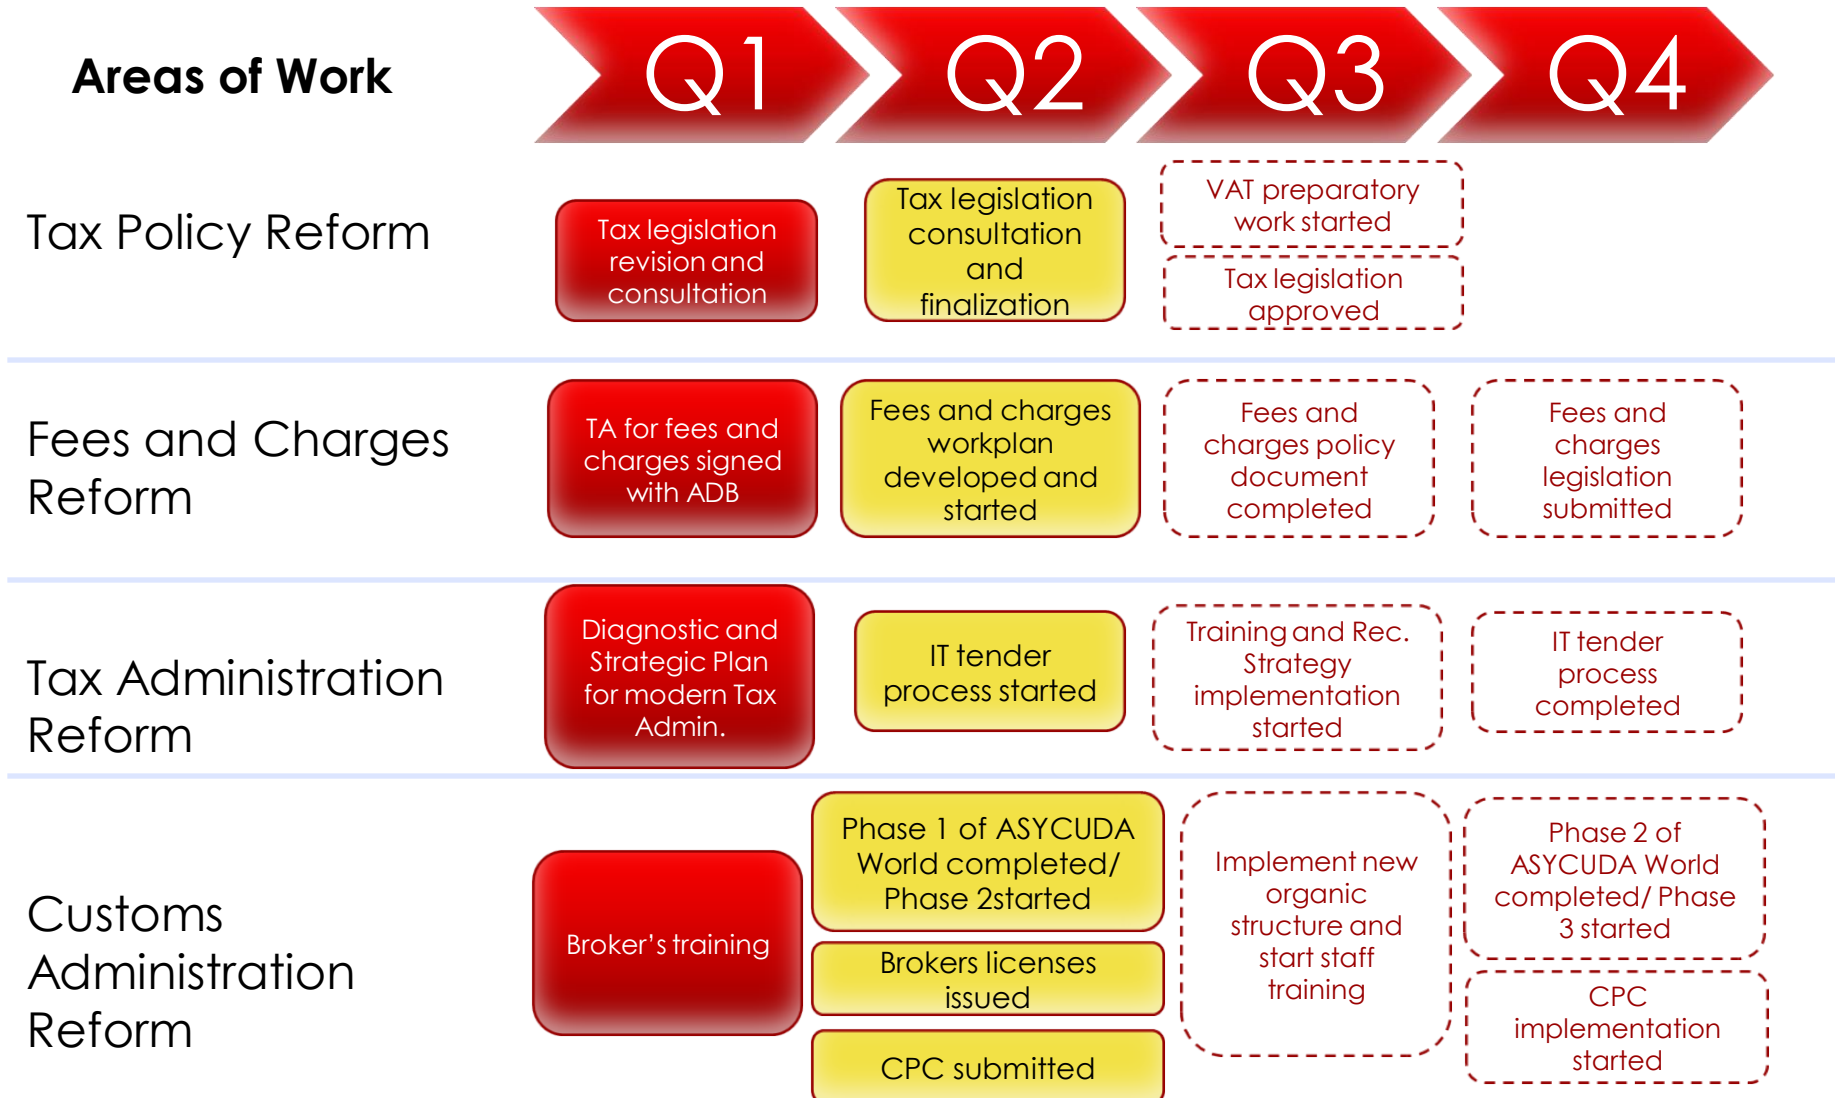 Areas of Work
Q1
Q2
Q3
Q4
Tax Policy Reform
Tax legislation
revision and
consultation
Tax legislation
consultation
and
finalization
VAT preparatory
work started
Tax legislation
approved
Fees and Charges
Reform
TA for fees and
charges signed
with ADB
Fees and charges
workplan
developed and
started
Fees and
charges policy
document
completed
Fees and
charges
legislation
submitted
Tax Administration
Reform
Diagnostic and
Strategic Plan
for modern Tax
Admin.
IT tender
process started
Training and Rec.
Strategy
implementation
started
IT tender
process
completed
Customs
Administration
Reform
Broker's training
Phase 1 of ASYCUDA
World completed/
Phase 2started
Brokers licenses
issued
CPC submitted
Implement new
organic
structure and
start staff
training
Phase 2 of
ASYCUDA World
completed/ Phase
3 started
CPC
implementation
started